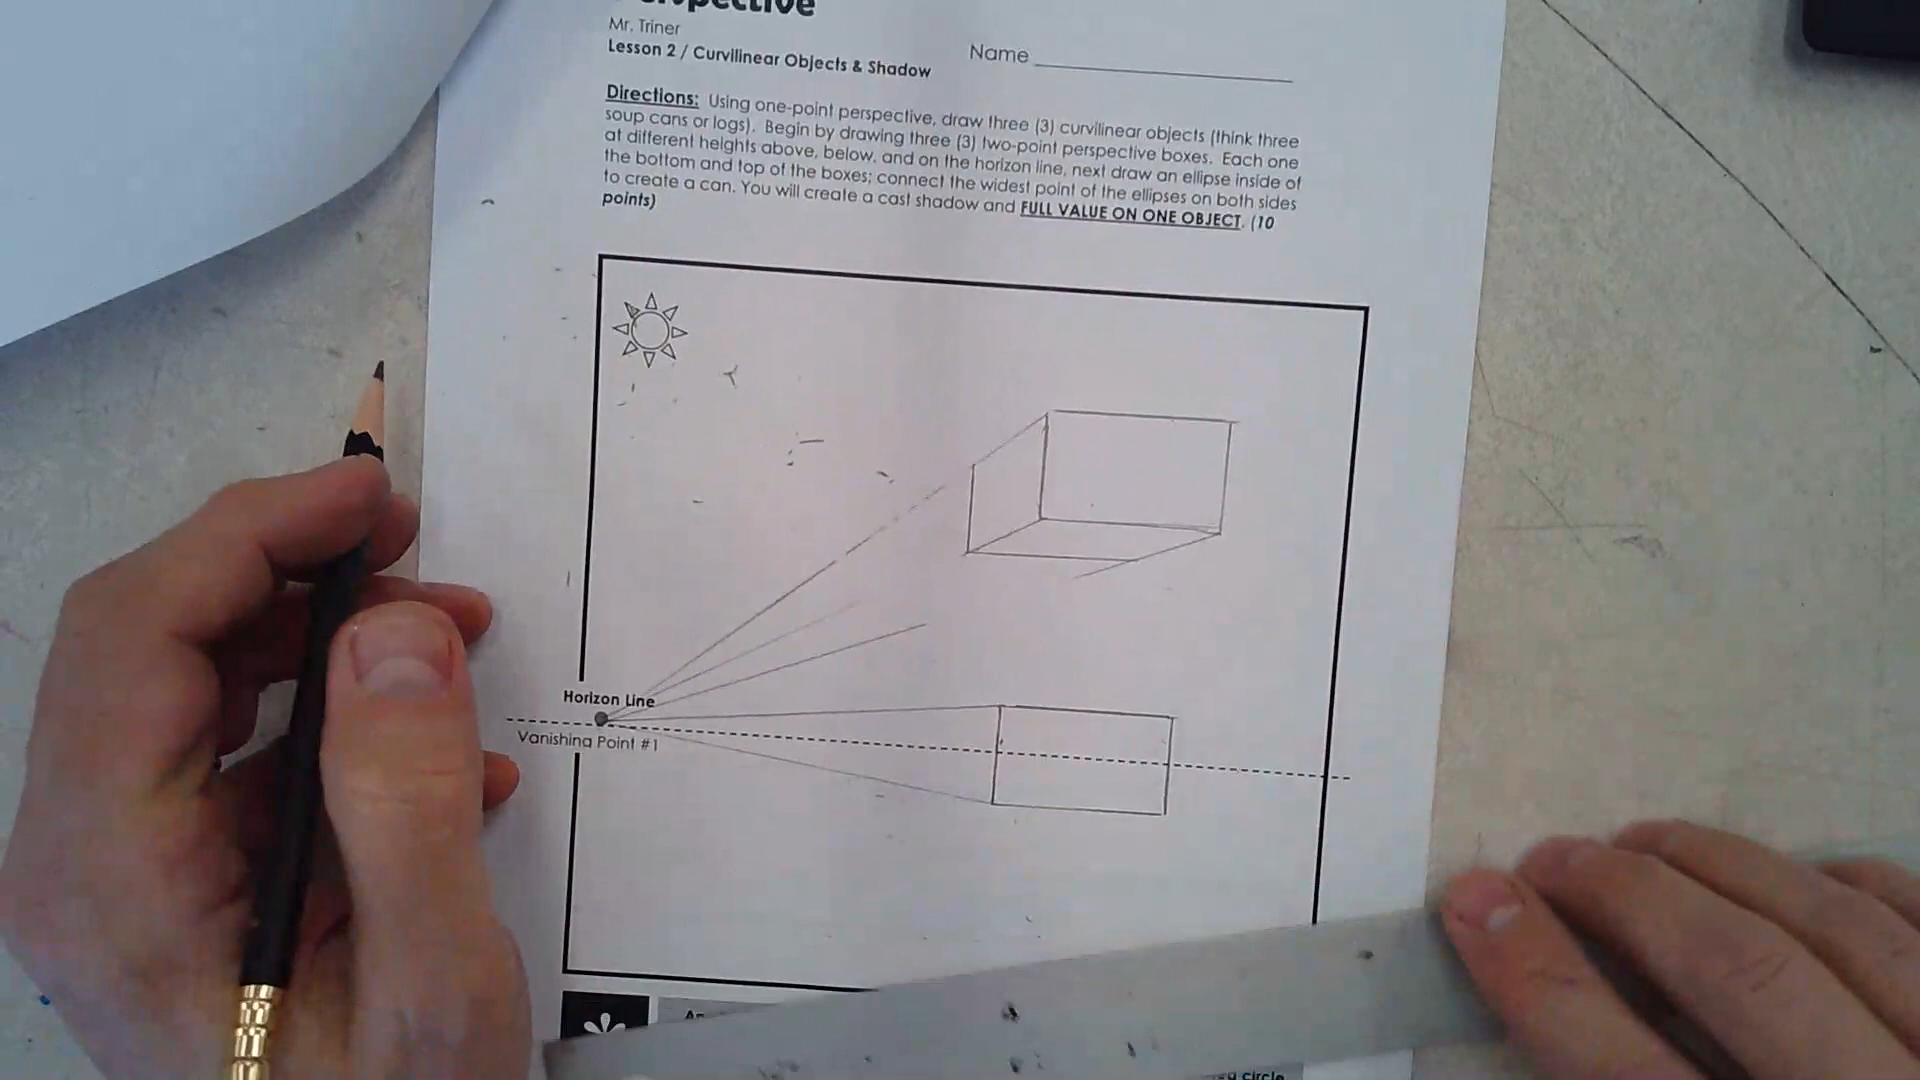 Perspective
Mr. Triner
Lesson 2 / Curvilinear Objects & Shadow
Name
Directions: Using one-point perspective, draw three (3) curvilinear objects (think three
soup cans or logs). Begin by drawing three (3) two-point perspective boxes. Each one
at different heights above, below, and on the horizon line, next draw an ellipse inside of
the bottom and top of the boxes; connect the widest point of the ellipses on both sides
to create a can. You will create a cast shadow and FULL VALUE ON ONE OBJECT. (10
points)
Horizon Line
Vanishing Point #1
circle